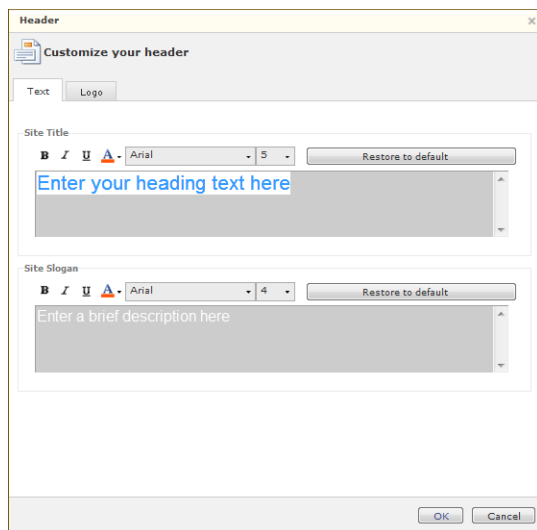 Header
Customize your header
Text Logo
Site Title
B I U A Arial 5 Restore to default
Enter your heading text here
Site Slogan
B I U A Arial 4 Restore to default
Enter a brief description here
OK Cancel